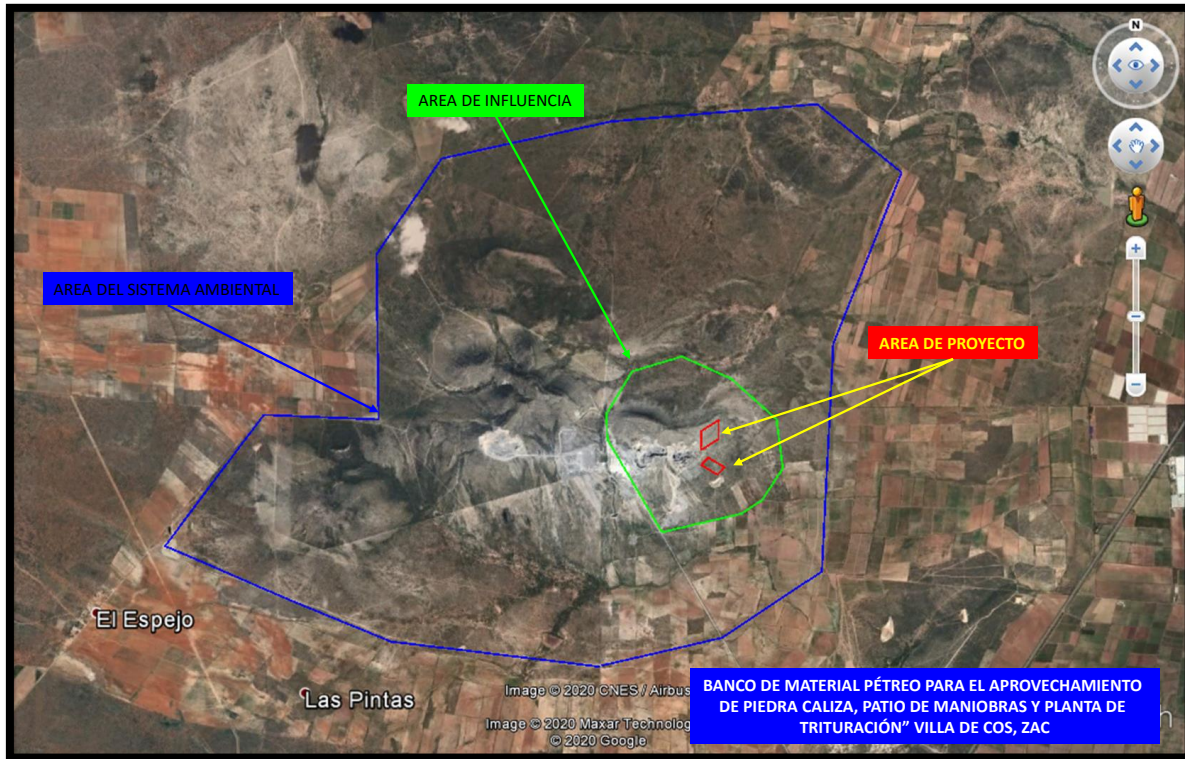 N
AREA DE INFLUENCIA
AREA DEL SISTEMA AMBIENTAL
AREA DE PROYECTO
El Espejo
Las Pintas
Image © 2020 CNES / Airbus
Image © 2020 Maxar Technolog
© 2020 Google
BANCO DE MATERIAL PÉTREO PARA EL APROVECHAMIENTO
DE PIEDRA CALIZA, PATIO DE MANIOBRAS Y PLANTA DE
TRITURACIÓN” VILLA DE COS, ZAC